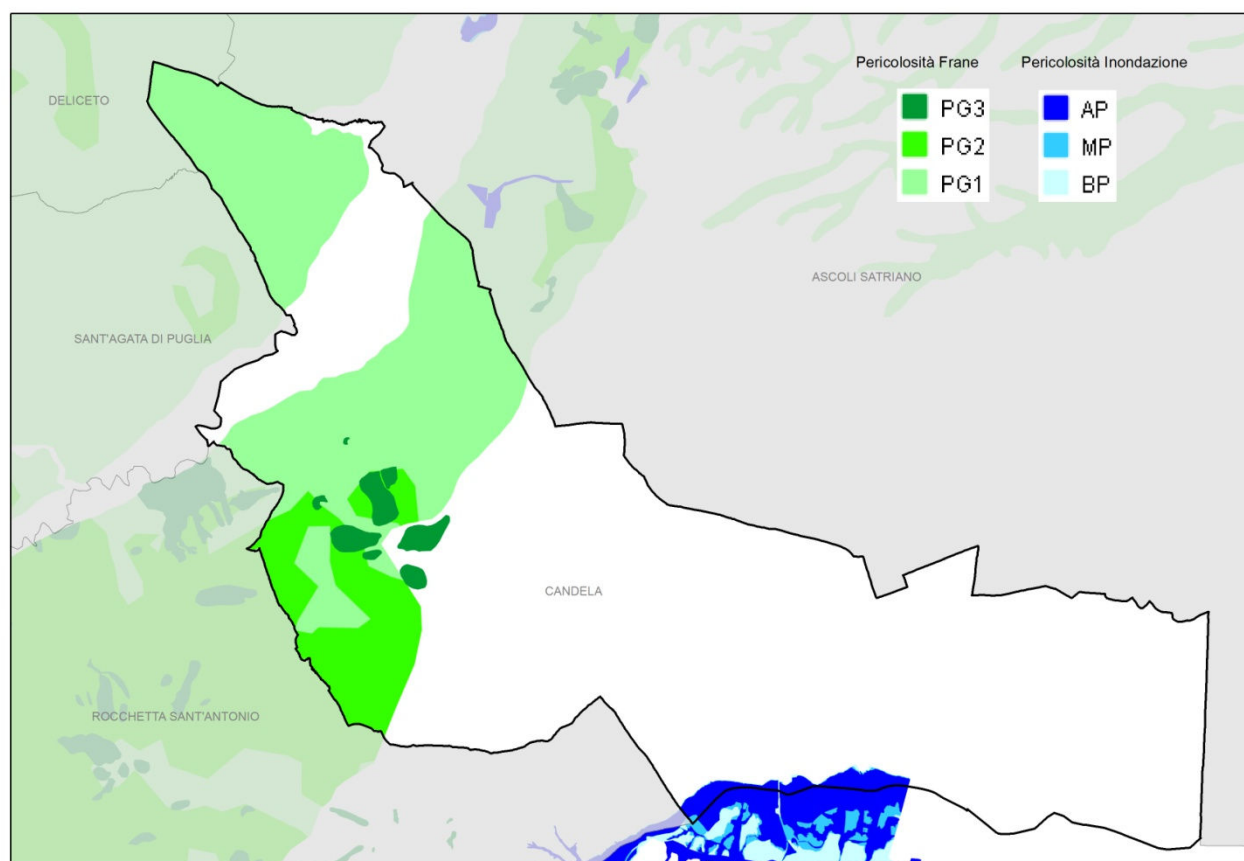 Pericolosità Frane
Pericolosità Inondazione
PG3
PG2
PG1
AP
MP
BP
DELICETO
ASCOLI SATRIANO
SANT'AGATA DI PUGLIA
CANDELA
ROCCHETTA SANT'ANTONIO